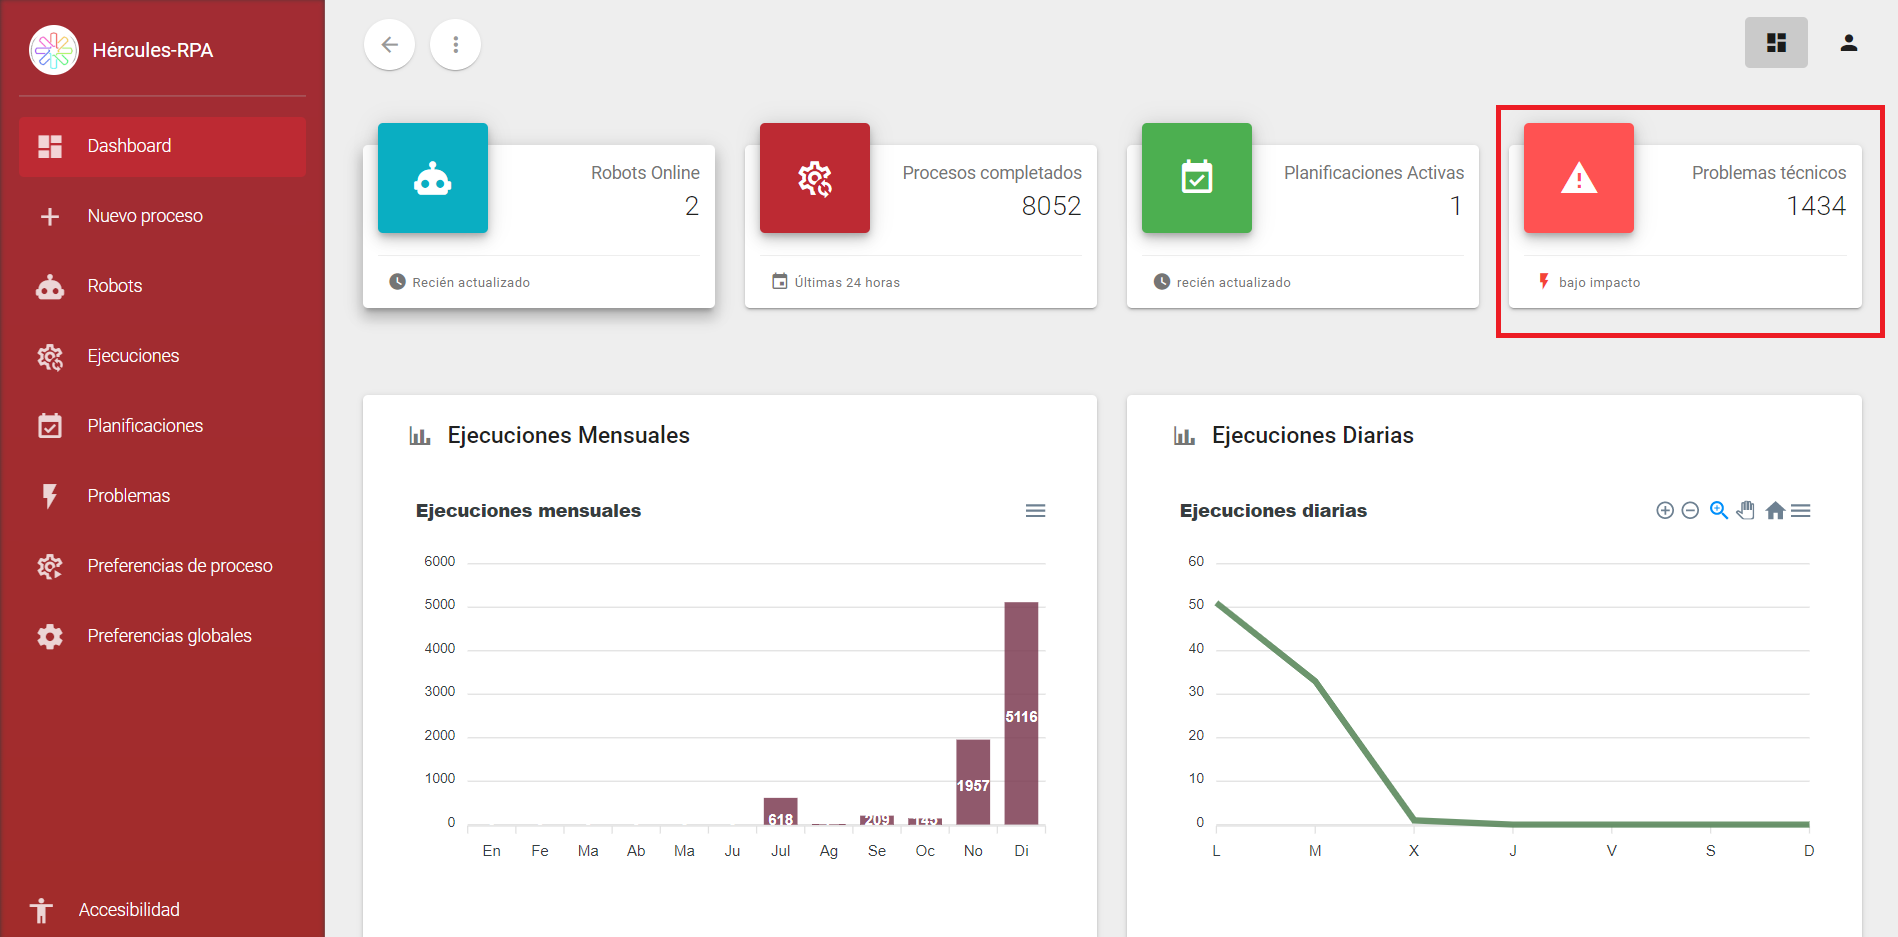 Hércules-RPA
Dashboard
Nuevo proceso
Robots
Ejecuciones
Planificaciones
Problemas
Preferencias de proceso
Preferencias globales
Accesibilidad
Robots Online
2
Recién actualizado
Procesos completados
8052
Últimas 24 horas
Planificaciones Activas
1
recién actualizado
Problemas técnicos
1434
bajo impacto
Ejecuciones Mensuales
Ejecuciones mensuales
6000
5000
4000
3000
2000
1000
0
618
209
145
1957
5116
En Fe Ma Ab Ma Ju Jul Ag Se Oc No Di
Ejecuciones Diarias
Ejecuciones diarias
60
50
40
30
20
10
0
L M X J V S D